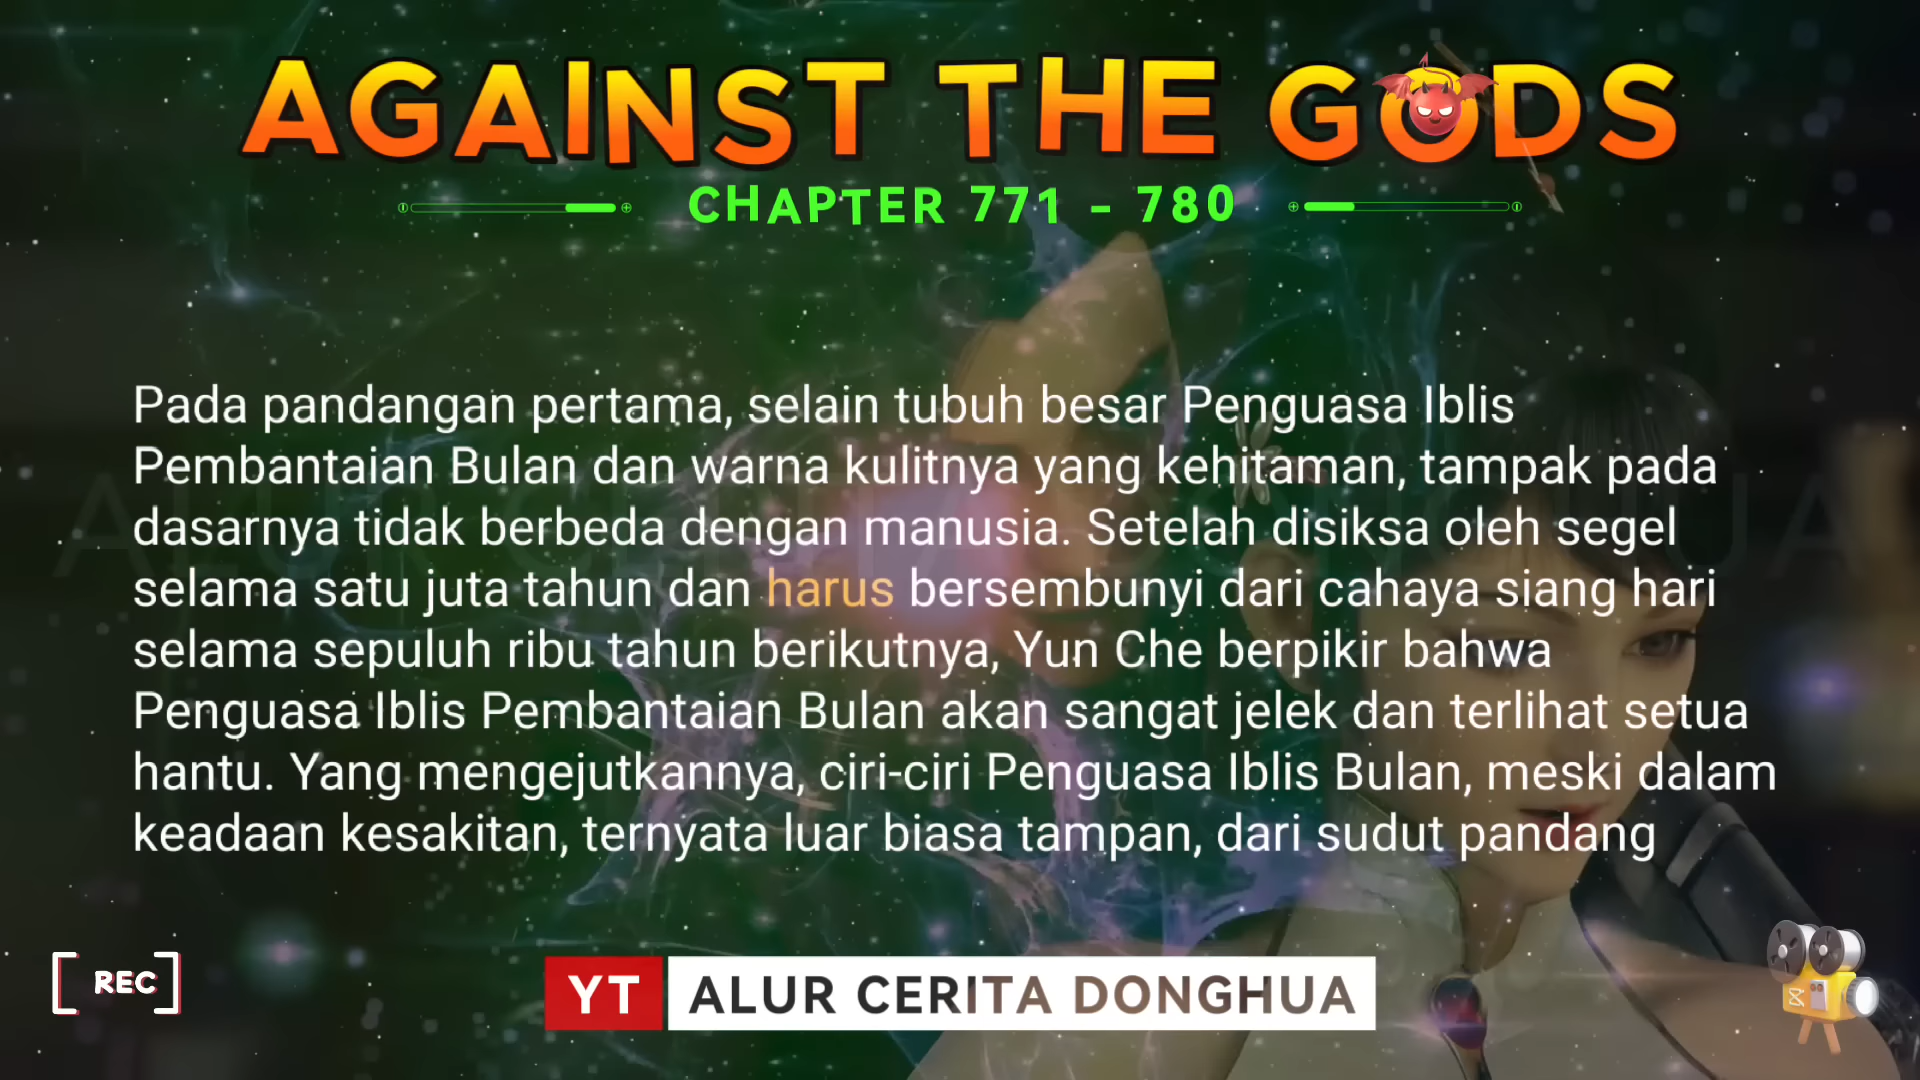 AGAINST THE GODS
CHAPTER 771 - 780
Pada pandangan pertama, selain tubuh besar Penguasa Iblis
Pembantaian Bulan dan warna kulitnya yang kehitaman, tampak pada
dasarnya tidak berbeda dengan manusia. Setelah disiksa oleh segel
selama satu juta tahun dan harus bersembunyi dari cahaya siang hari
selama sepuluh ribu tahun berikutnya, Yun Che berpikir bahwa
Penguasa Iblis Pembantaian Bulan akan sangat jelek dan terlihat setua
hantu. Yang mengejutkannya, ciri-ciri Penguasa Iblis Bulan, meski dalam
keadaan kesakitan, ternyata luar biasa tampan, dari sudut pandang
REC
YT ALUR CERITA DONGHUA